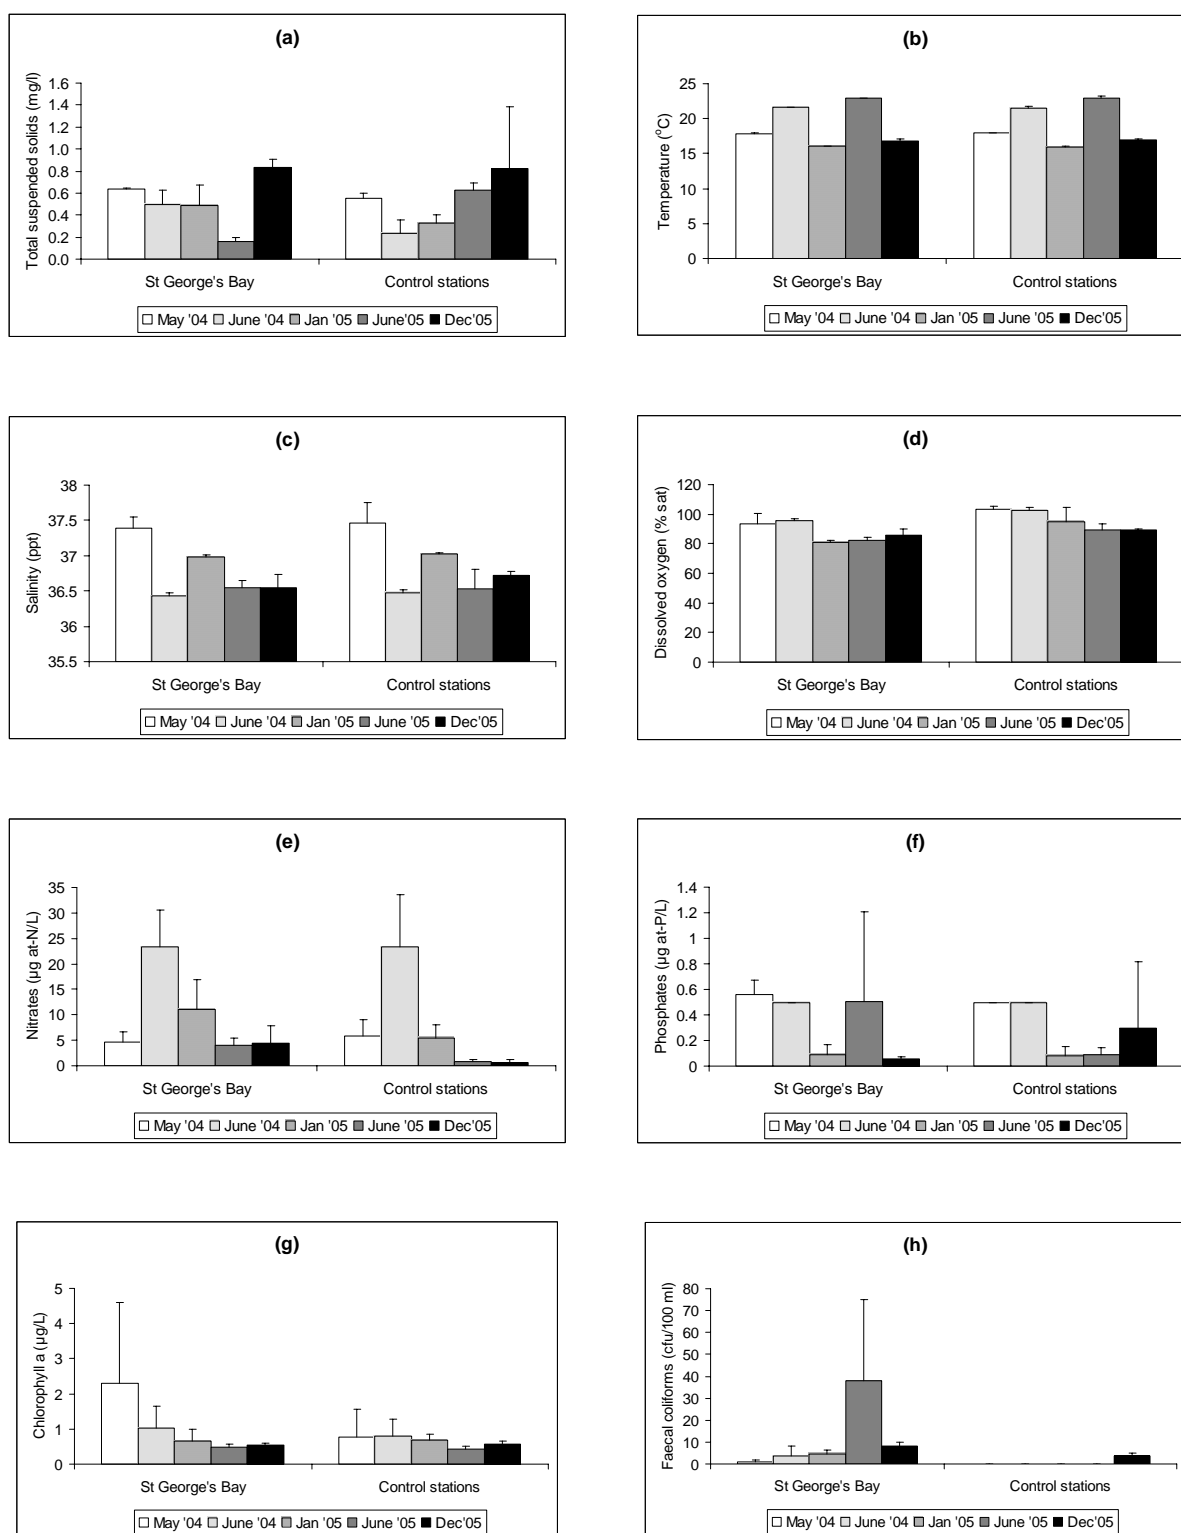 (a)
Total suspended solids (mg/l)
1.6
1.4
1.2
1.0
0.8
0.6
0.4
0.2
0.0
St George's Bay Control stations
May '04 June '04 Jan '05 June'05 Dec'05
(b)
Temperature (°C)
25
20
15
10
5
0
St George's Bay Control stations
May '04 June '04 Jan '05 June '05 Dec'05
(c)
Salinity (ppt)
38
37.5
37
36.5
36
35.5
St George's Bay Control stations
May '04 June '04 Jan '05 June '05 Dec'05
(d)
Dissolved oxygen (% sat)
120
100
80
60
40
20
0
St George's Bay Control stations
May '04 June '04 Jan '05 June '05 Dec'05
(e)
Nitrates (µg at-N/L)
35
30
25
20
15
10
5
0
St George's Bay Control stations
May '04 June '04 Jan '05 June '05 Dec'05
(f)
Phosphates (µg at-P/L)
1.4
1.2
1
0.8
0.6
0.4
0.2
0
St George's Bay Control stations
May '04 June '04 Jan '05 June '05 Dec'05
(g)
Chlorophyll a (µg/L)
5
4
3
2
1
0
St George's Bay Control stations
May '04 June '04 Jan '05 June '05 Dec'05
(h)
Faecal coliforms (cfu/100 ml)
80
70
60
50
40
30
20
10
0
St George's Bay Control stations
May '04 June '04 Jan '05 June '05 Dec'05